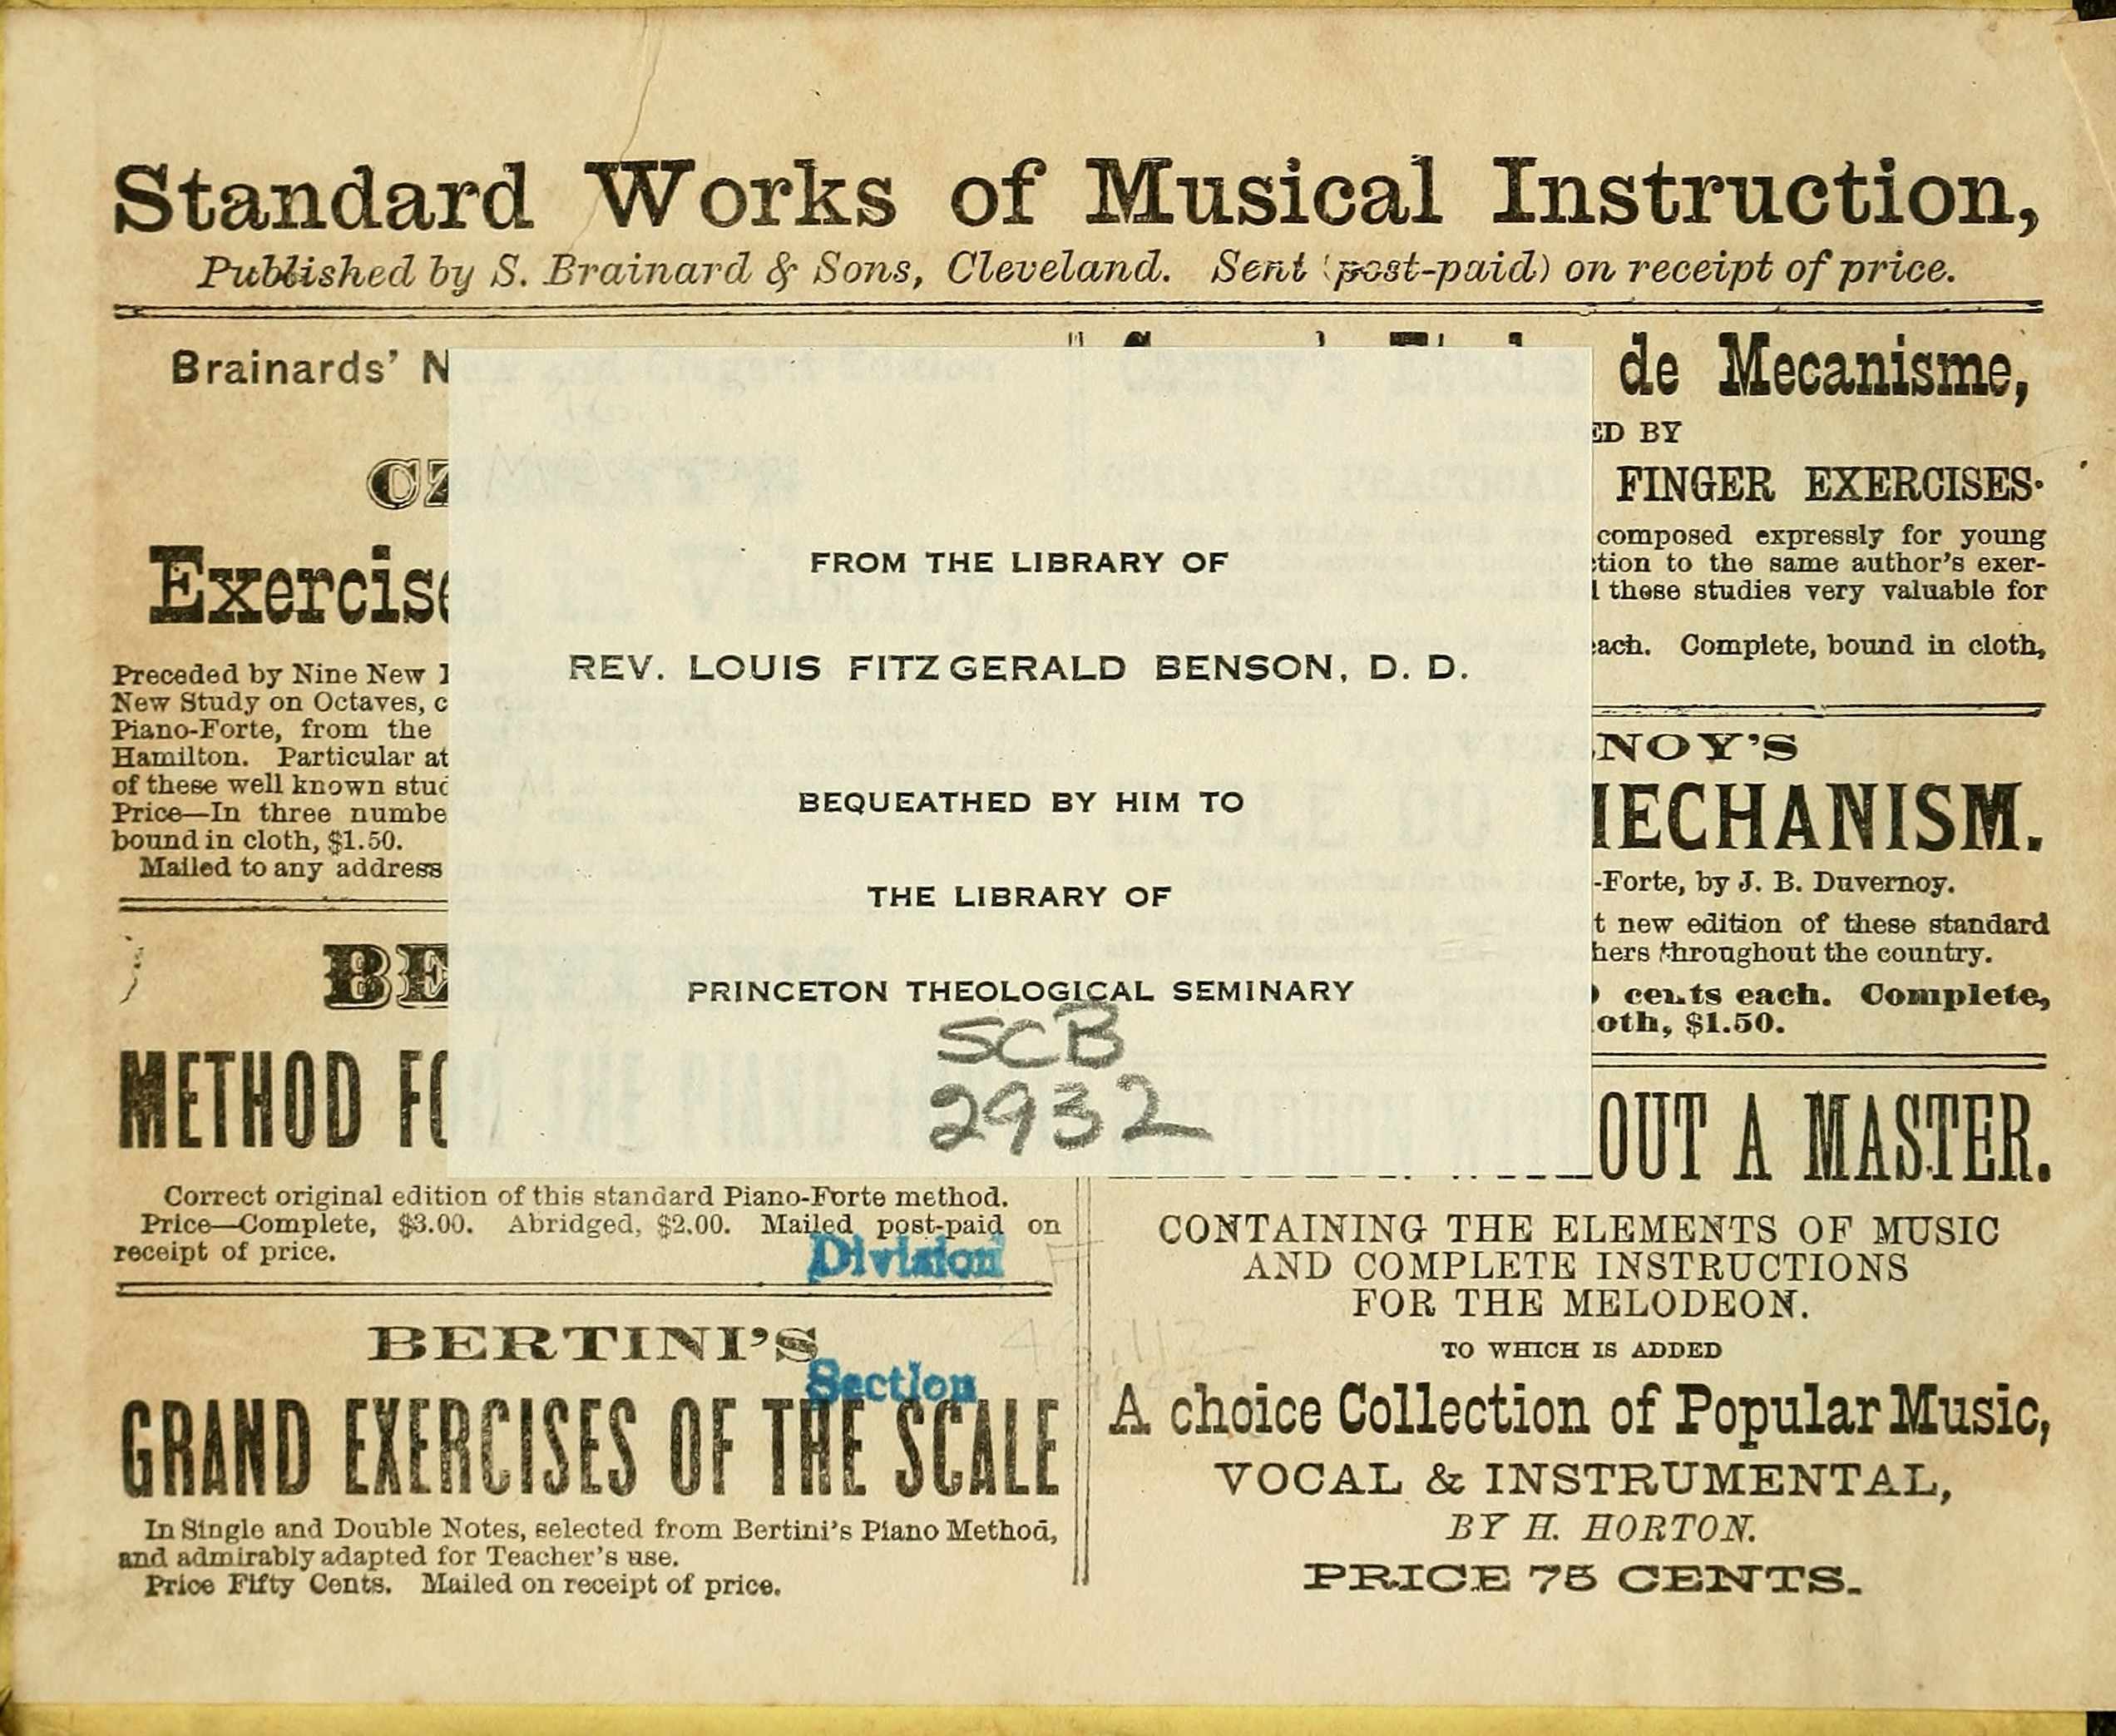 Standard Works of Musical Instruction,
Published by S. Brainard & Sons, Cleveland. Sent (post-paid) on receipt of price.
Brainards' N
CZ
Exercise
Preceded by Nine New
New Study on Octaves, c
Piano-Forte, from the
Hamilton. Particular at
of these well known stud
Price—In three numbe
bound in cloth, $1.50.
Mailed to any address
BE
METHOD FO
Correct original edition of this standard Piano-Forte method.
Price—Complete, $3.00. Abridged, $2.00. Mailed post-paid on
receipt of price.
Division
BERTINI'S
Section
GRAND EXERCISES OF THE SCALE
In Single and Double Notes, selected from Bertini's Piano Method,
and admirably adapted for Teacher's use.
Price Fifty Cents. Mailed on receipt of price.
FROM THE LIBRARY OF
REV. LOUIS FITZGERALD BENSON, D. D.
BEQUEATHED BY HIM TO
THE LIBRARY OF
PRINCETON THEOLOGICAL SEMINARY
SCB
2932
de Mecanisme,
ED BY
FINGER EXERCISES.
composed expressly for young
tion to the same author's exer-
these studies very valuable for
each. Complete, bound in cloth,
NOY'S
MECHANISM.
-Forte, by J. B. Duvernoy.
t new edition of these standard
hers throughout the country.
cents each. Complete,
oth, $1.50.
OUT A MASTER.
CONTAINING THE ELEMENTS OF MUSIC
AND COMPLETE INSTRUCTIONS
FOR THE MELODEON.
TO WHICH IS ADDED
A choice Collection of Popular Music,
VOCAL & INSTRUMENTAL,
BY H. HORTON.
PRICE 75 CENTS.